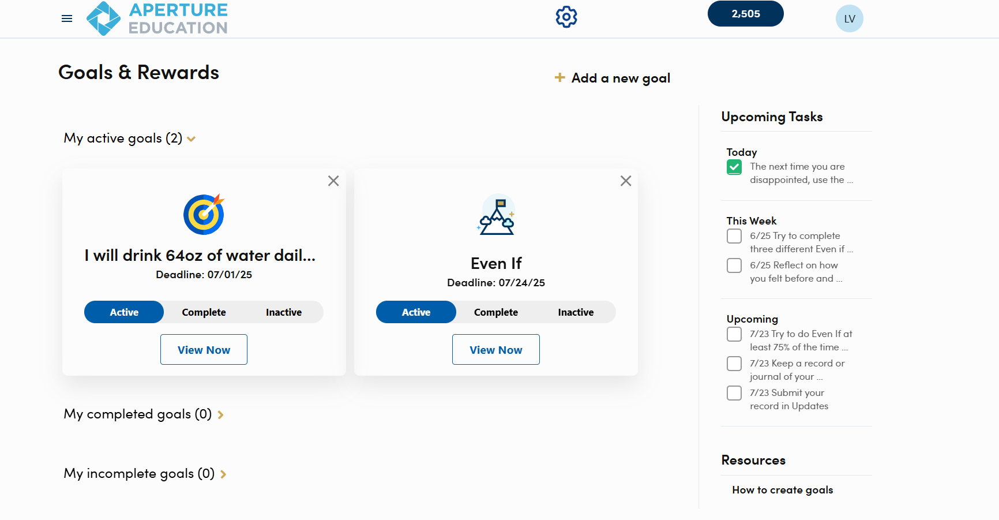 APERTURE
EDUCATION
2,505
LV
Goals & Rewards
+ Add a new goal
My active goals (2)
I will drink 64oz of water dail...
Deadline: 07/01/25
Active Complete Inactive
View Now
Even If
Deadline: 07/24/25
Active Complete Inactive
View Now
My completed goals (0)
My incomplete goals (0)
Upcoming Tasks
Today
The next time you are
disappointed, use the ...
This Week
6/25 Try to complete
three different Even if ...
6/25 Reflect on how
you felt before and ...
Upcoming
7/23 Try to do Even If at
least 75% of the time ...
7/23 Keep a record or
journal of your ...
7/23 Submit your
record in Updates
Resources
How to create goals